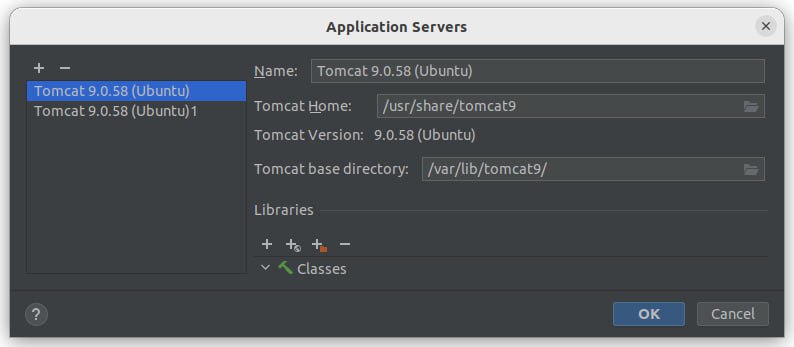 Application Servers
Tomcat 9.0.58 (Ubuntu)
Tomcat 9.0.58 (Ubuntu)1
Name: Tomcat 9.0.58 (Ubuntu)
Tomcat Home: /usr/share/tomcat9
Tomcat Version: 9.0.58 (Ubuntu)
Tomcat base directory: /var/lib/tomcat9/
Libraries
Classes
? OK Cancel